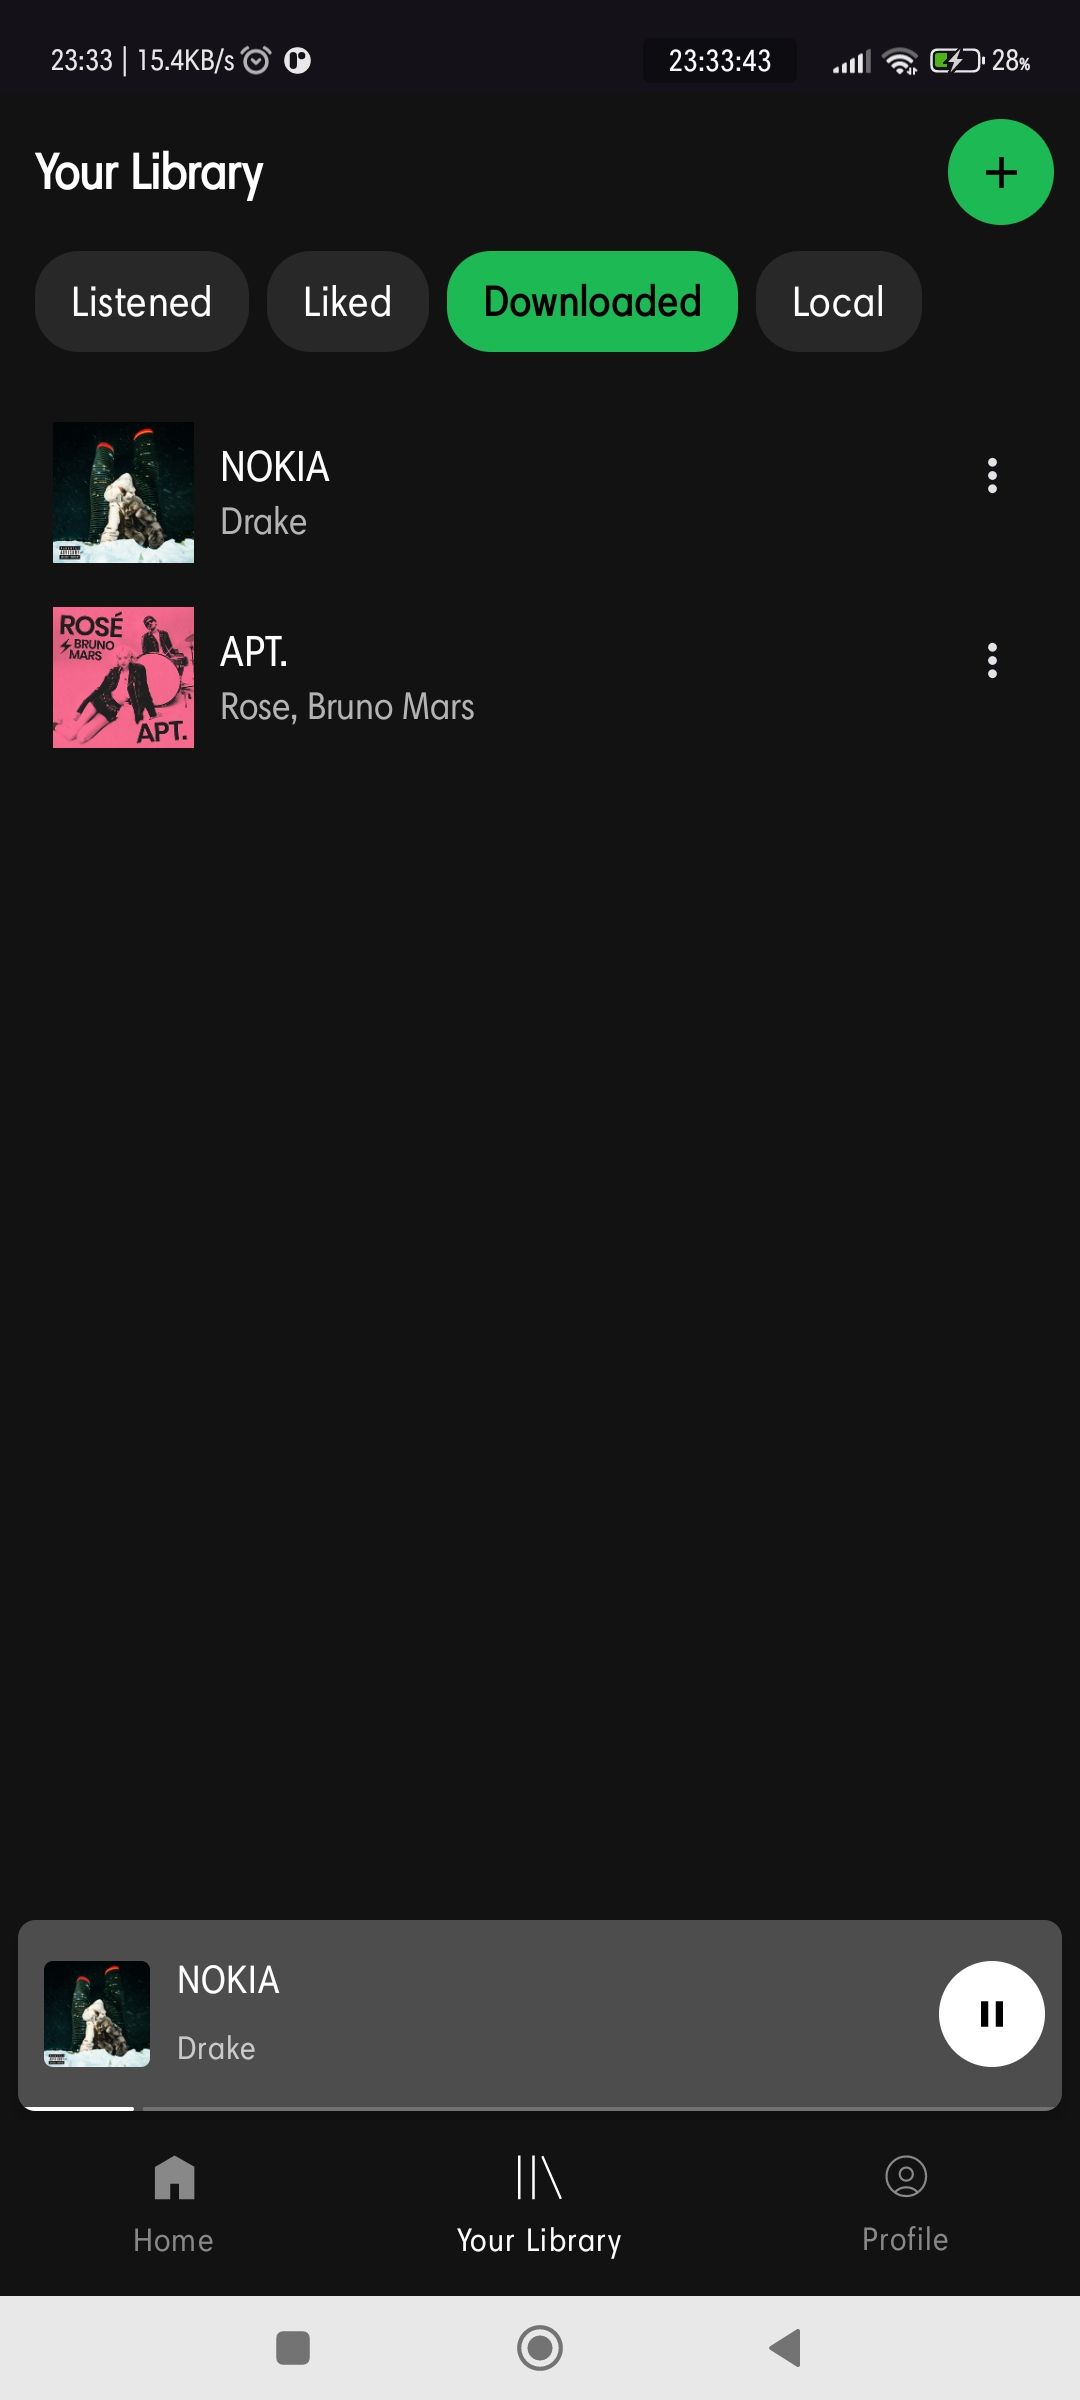 23:33 | 15.4KB/s 23:33:43 28%
Your Library
Listened Liked Downloaded Local
NOKIA
Drake
ROSÉ
BRUNO
MARS
APT.
APT.
Rose, Bruno Mars
NOKIA
Drake
Home Your Library Profile